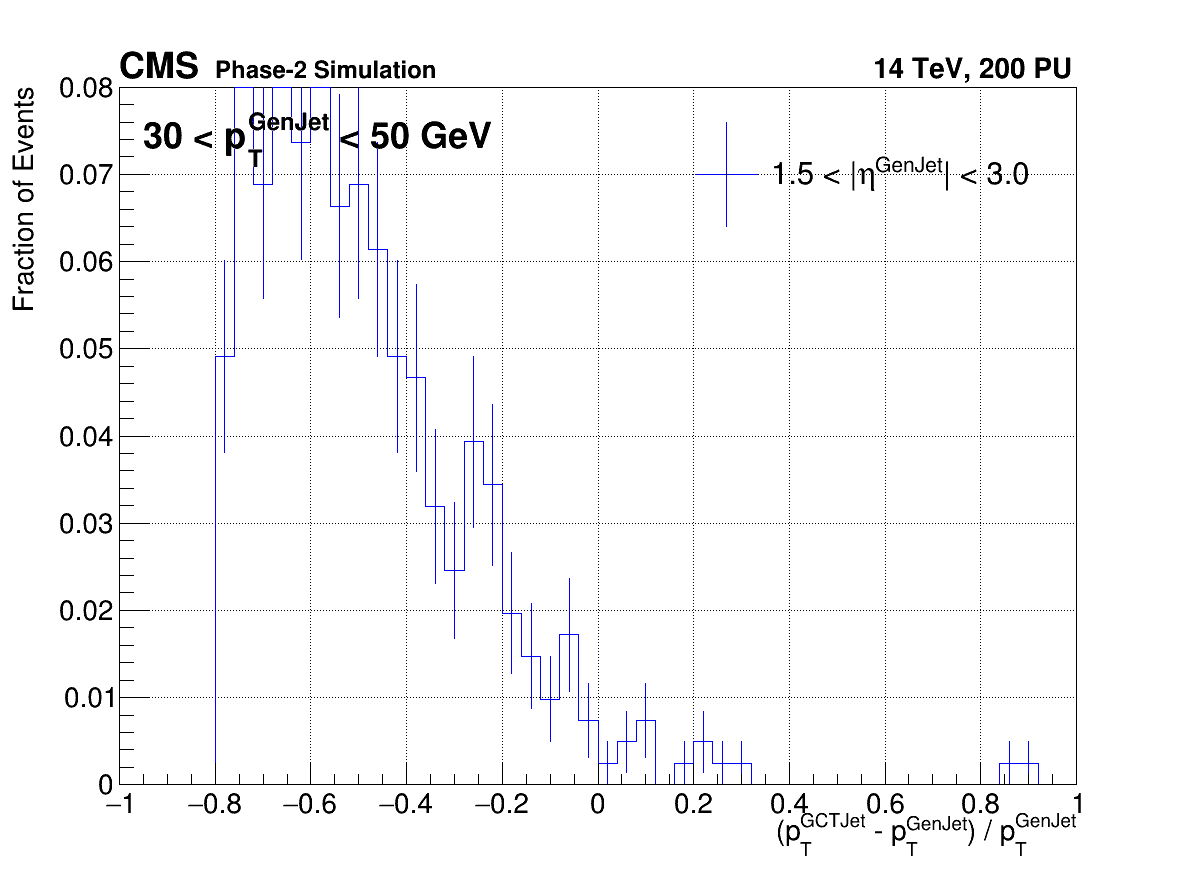 CMS Phase-2 Simulation 14 TeV, 200 PU
Fraction of Events
30 < p_T^GenJet < 50 GeV
1.5 < |η^GenJet| < 3.0
0.08
0.07
0.06
0.05
0.04
0.03
0.02
0.01
0
−1 −0.8 −0.6 −0.4 −0.2 0 0.2 0.4 0.6 0.8 1
(p_T^GCTJet - p_T^GenJet) / p_T^GenJet